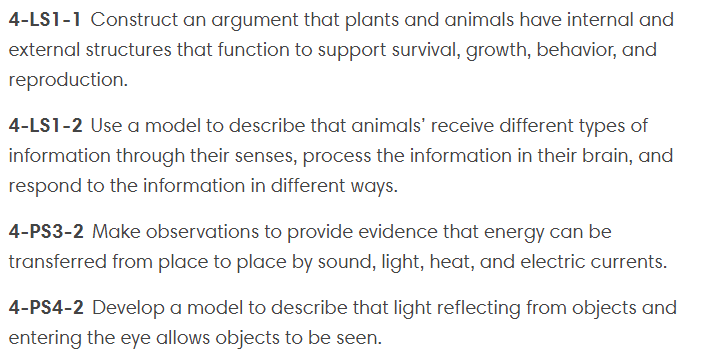 4-LS1-1 Construct an argument that plants and animals have internal and
external structures that function to support survival, growth, behavior, and
reproduction.
4-LS1-2 Use a model to describe that animals’ receive different types of
information through their senses, process the information in their brain, and
respond to the information in different ways.
4-PS3-2 Make observations to provide evidence that energy can be
transferred from place to place by sound, light, heat, and electric currents.
4-PS4-2 Develop a model to describe that light reflecting from objects and
entering the eye allows objects to be seen.